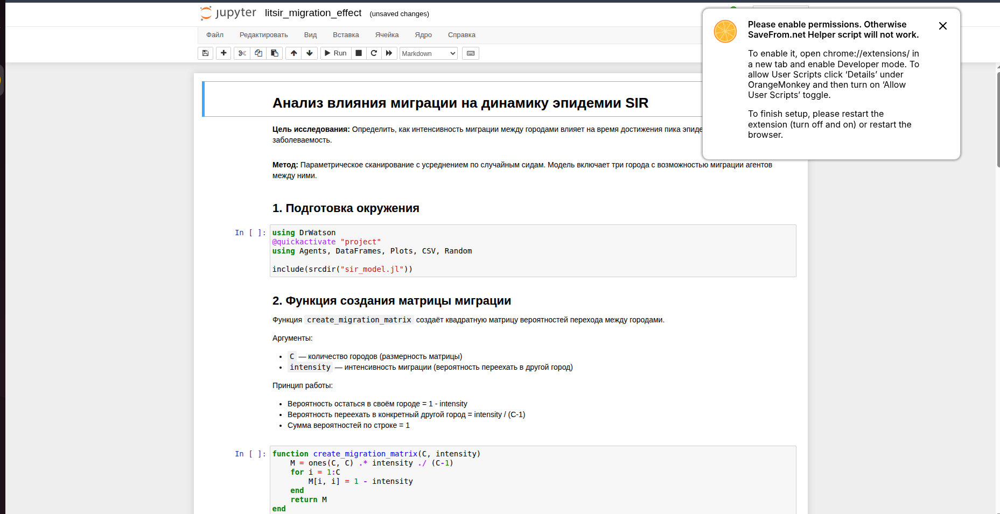 jupyter litsir_migration_effect (unsaved changes)
Файл Редактировать Вид Вставка Ячейка Ядро Справка
Run Markdown
Please enable permissions. Otherwise
SaveFrom.net Helper script will not work.
To enable it, open chrome://extensions/ in
a new tab and enable Developer mode. To
allow User Scripts click ‘Details’ under
OrangeMonkey and then turn on ‘Allow
User Scripts’ toggle.
To finish setup, please restart the
extension (turn off and on) or restart the
browser.
Анализ влияния миграции на динамику эпидемии SIR
Цель исследования: Определить, как интенсивность миграции между городами влияет на время достижения пика
заболеваемость.
Метод: Параметрическое сканирование с усреднением по случайным сидам. Модель включает три города с возможностью миграции агентов
между ними.
1. Подготовка окружения
In [ ]: using DrWatson
@quickactivate "project"
using Agents, DataFrames, Plots, CSV, Random
include(srcdir("sir_model.jl"))
2. Функция создания матрицы миграции
Функция create_migration_matrix создаёт квадратную матрицу вероятностей перехода между городами.
Аргументы:
• C — количество городов (размерность матрицы)
• intensity — интенсивность миграции (вероятность переехать в другой город)
Принцип работы:
• Вероятность остаться в своём городе = 1 - intensity
• Вероятность переехать в конкретный другой город = intensity / (C-1)
• Сумма вероятностей по строке = 1
In [ ]: function create_migration_matrix(C, intensity)
M = ones(C, C) .* intensity ./ (C-1)
for i = 1:C
M[i, i] = 1 - intensity
end
return M
end